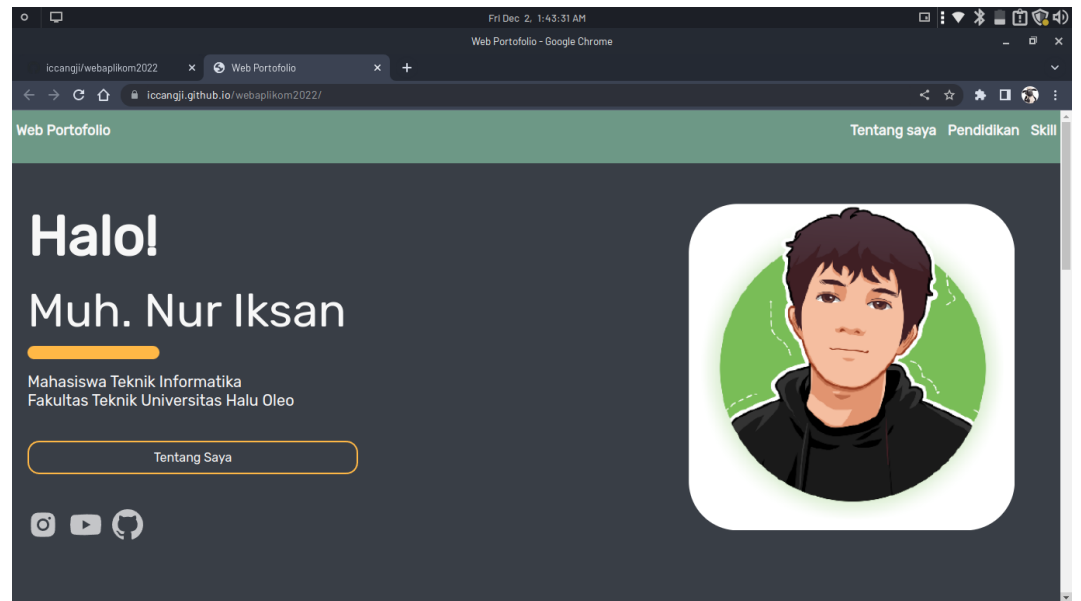 Fri Dec 2, 1:43:31 AM
Web Portofolio - Google Chrome
iccangji/webaplikom2022
Web Portofolio
iccangji.github.io/webaplikom2022/
Web Portofolio
Tentang saya Pendidikan Skill
Halo!
Muh. Nur Iksan
Mahasiswa Teknik Informatika
Fakultas Teknik Universitas Halu Oleo
Tentang Saya